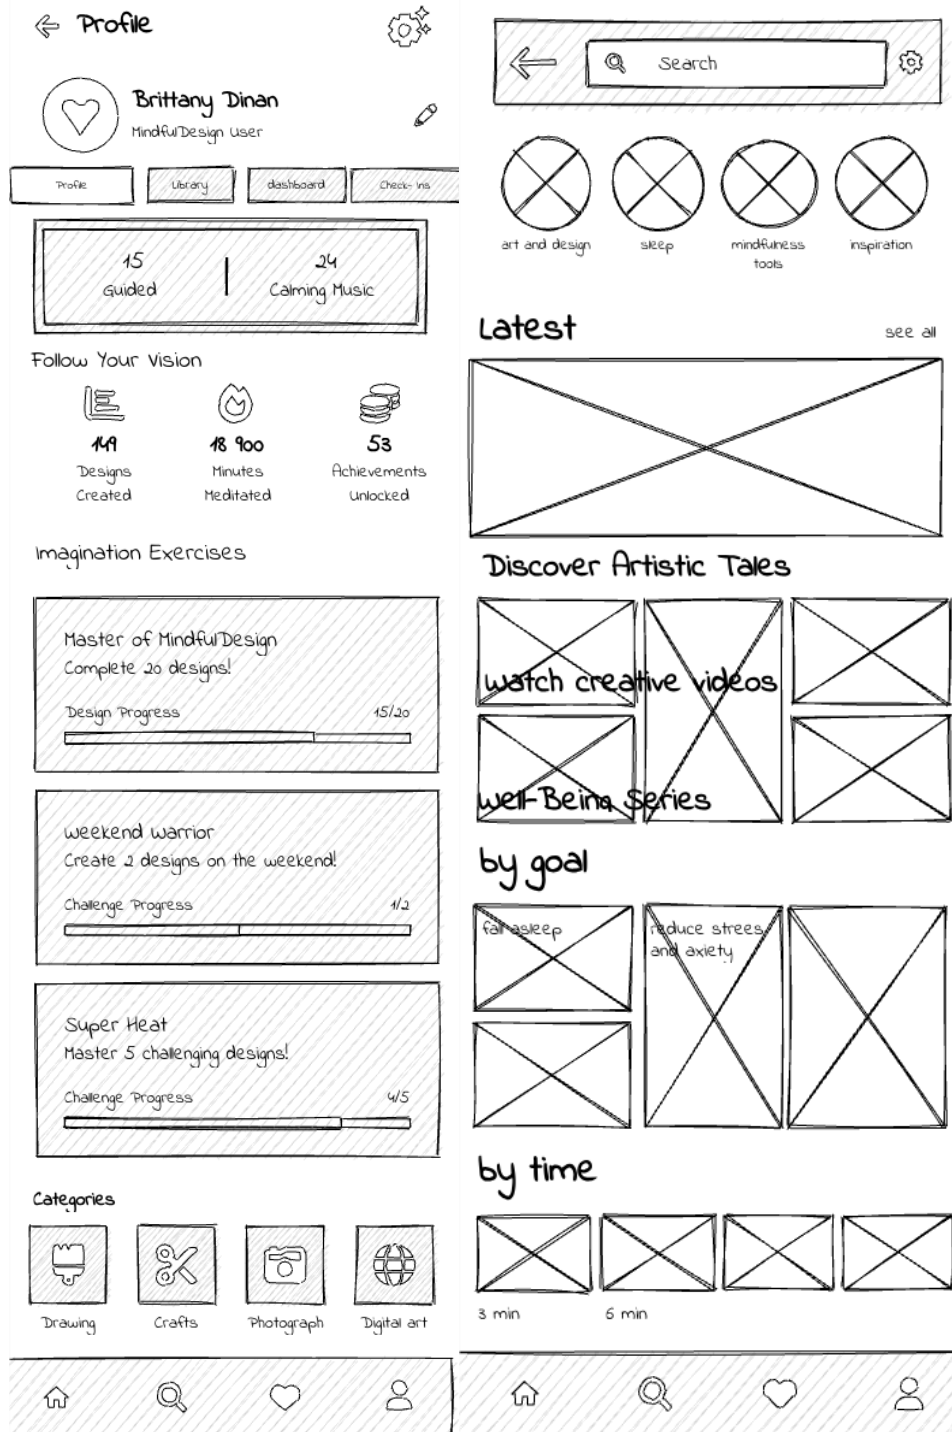 Profile
Brittany Dinan
MindfulDesign User
Profile
Library
dashboard
Check-Ins
15
Guided
24
Calming Music
Follow Your Vision
149
Designs
Created
18 900
Minutes
Meditated
53
Achievements
Unlocked
Imagination Exercises
Master of MindfulDesign
Complete 20 designs!
Design Progress
15/20
Weekend Warrior
Create 2 designs on the weekend!
Challenge Progress
1/2
Super Heat
Master 5 challenging designs!
Challenge Progress
4/5
Categories
Drawing
Crafts
Photograph
Digital art
Search
art and design
sleep
mindfulness
tools
inspiration
Latest
see all
Discover Artistic Tales
watch creative videos
Well-Being Series
by goal
fall asleep
reduce strees
and axiety
by time
3 min
6 min